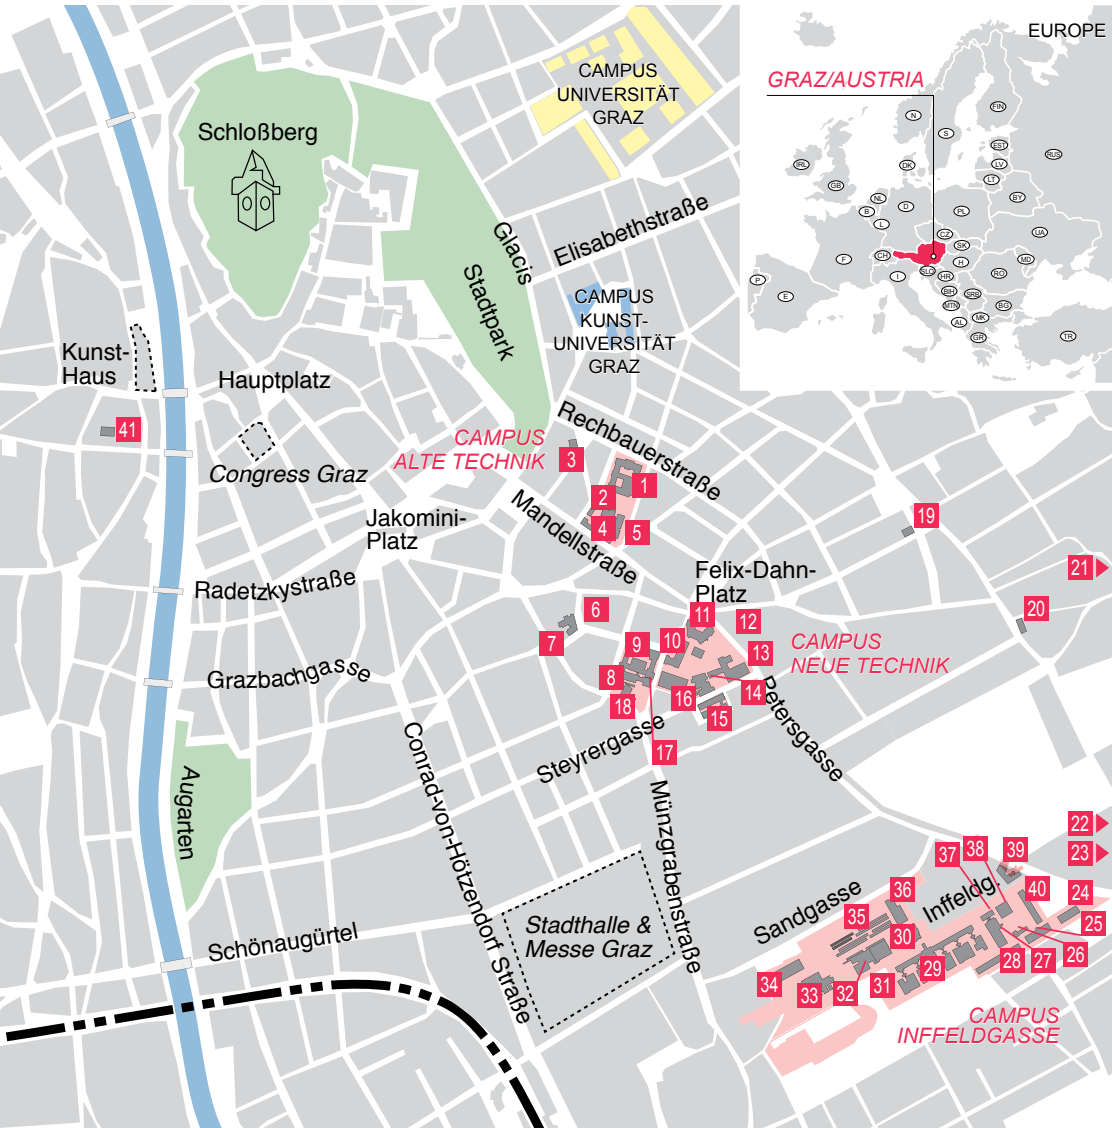 EUROPE
GRAZ/AUSTRIA
N
S
FIN
EST
LV
LT
RUS
IRL
GB
DK
NL
B
L
D
PL
BY
CZ
SK
UA
F
CH
I
SLO
H
HR
BIH
SRB
MTN
AL
MK
GR
RO
MD
BG
TR
P
E
CAMPUS
UNIVERSITÄT
GRAZ
Schloßberg
Glacis
Elisabethstraße
Stadtpark
CAMPUS
KUNST-
UNIVERSITÄT
GRAZ
Kunst-
Haus
Hauptplatz
41
Congress Graz
CAMPUS
ALTE TECHNIK
Rechbauerstraße
3
1
2
4
5
Mandellstraße
Jakomini-
Platz
19
21
20
Radetzkystraße
Felix-Dahn-
Platz
6
7
11
12
9
10
13
CAMPUS
NEUE TECHNIK
8
18
16
14
15
17
Grazbachgasse
Steyrergasse
Petersgasse
Conrad-von-Hötzendorf Straße
Münzgrabenstraße
Augarten
Schönaugürtel
Stadthalle &
Messe Graz
22
23
37
38
39
40
24
25
26
27
28
Sandgasse
Inffeldg.
36
35
30
29
34
33
32
31
CAMPUS
INFFELDGASSE